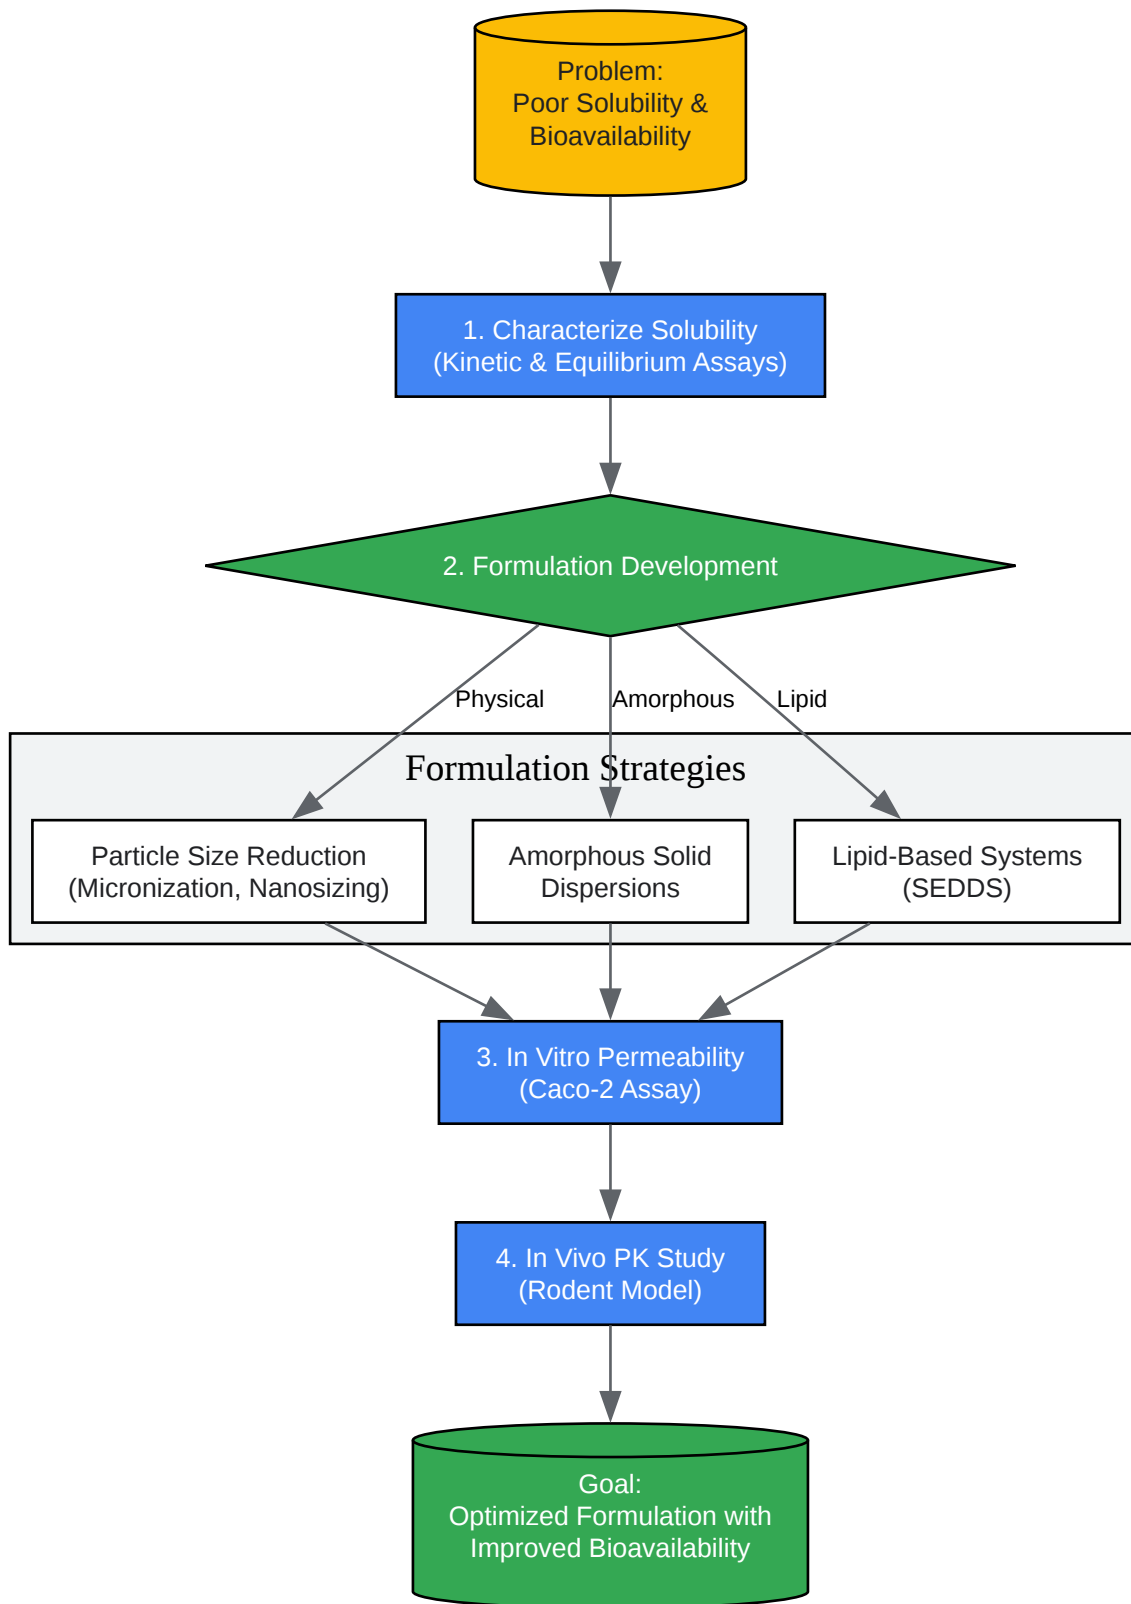 Problem:
Poor Solubility &
Bioavailability
1. Characterize Solubility
(Kinetic & Equilibrium Assays)
2. Formulation Development
Physical
Amorphous
Lipid
Formulation Strategies
Particle Size Reduction
(Micronization, Nanosizing)
Amorphous Solid
Dispersions
Lipid-Based Systems
(SEDDS)
3. In Vitro Permeability
(Caco-2 Assay)
4. In Vivo PK Study
(Rodent Model)
Goal:
Optimized Formulation with
Improved Bioavailability